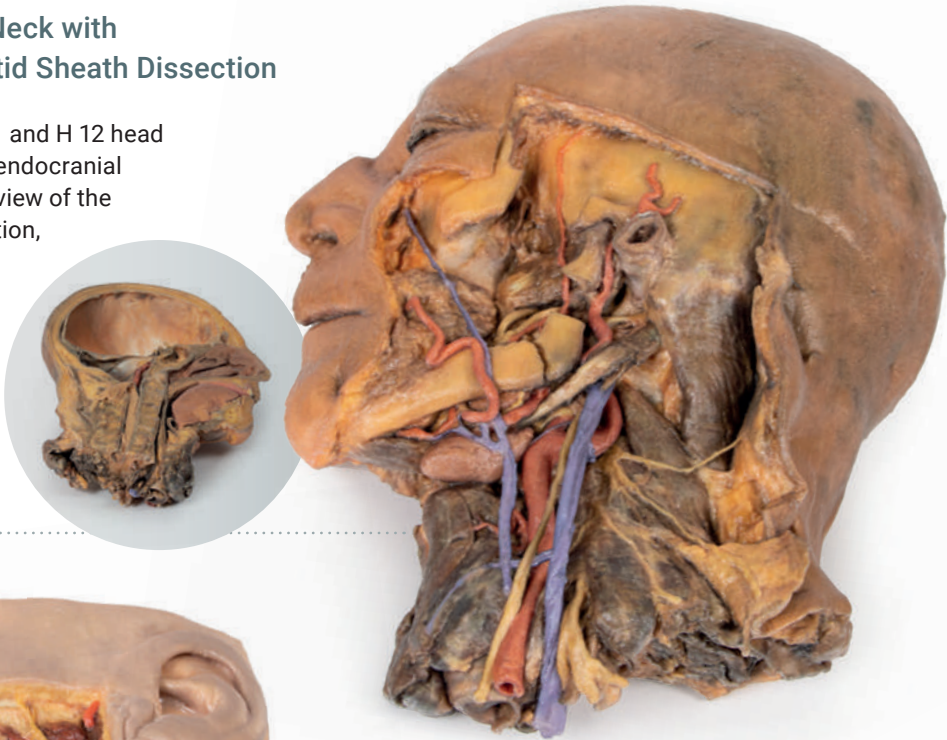 Neck with
tid Sheath Dissection
and H 12 head
endocranial
view of the
tion,